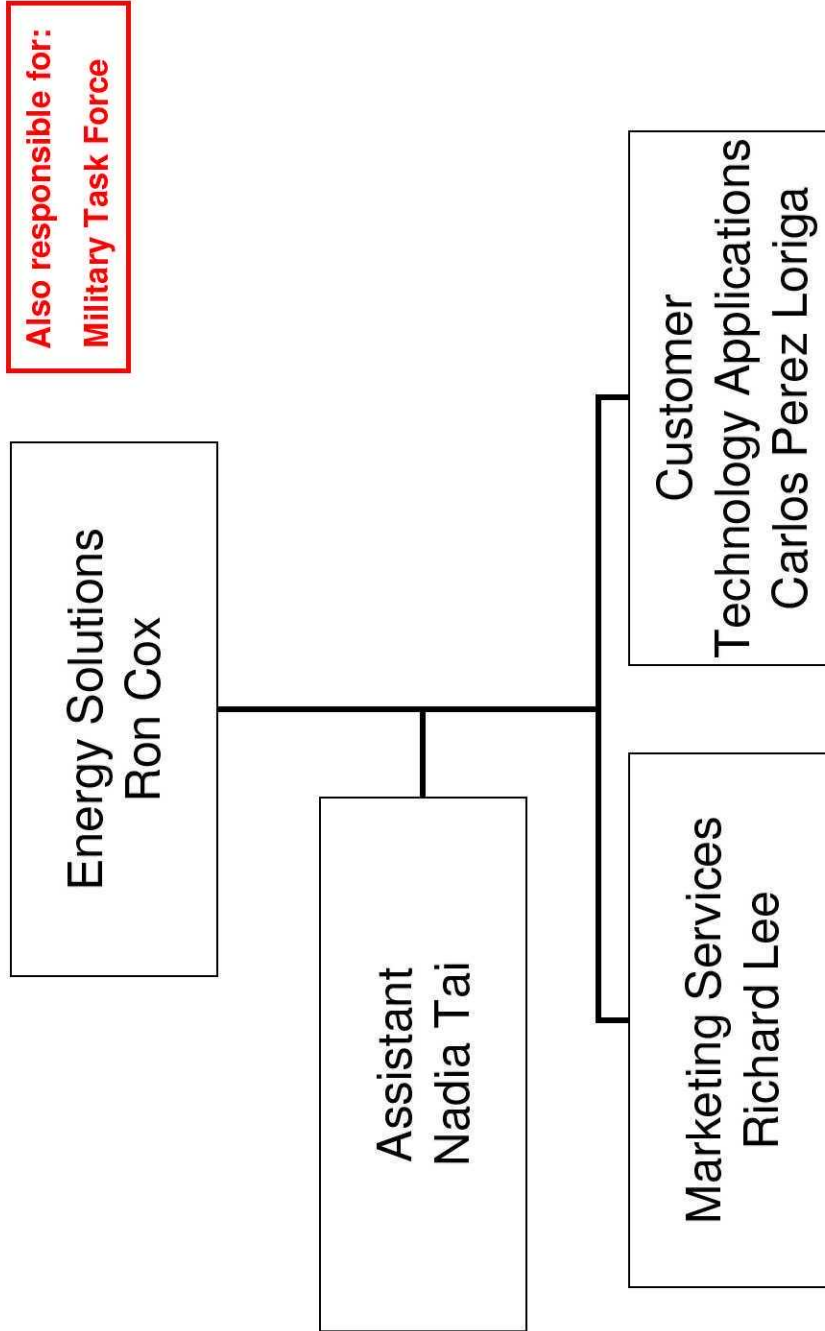 Also responsible for:
Military Task Force
Energy Solutions
Ron Cox
Assistant
Nadia Tai
Marketing Services
Richard Lee
Customer
Technology Applications
Carlos Perez Loriga